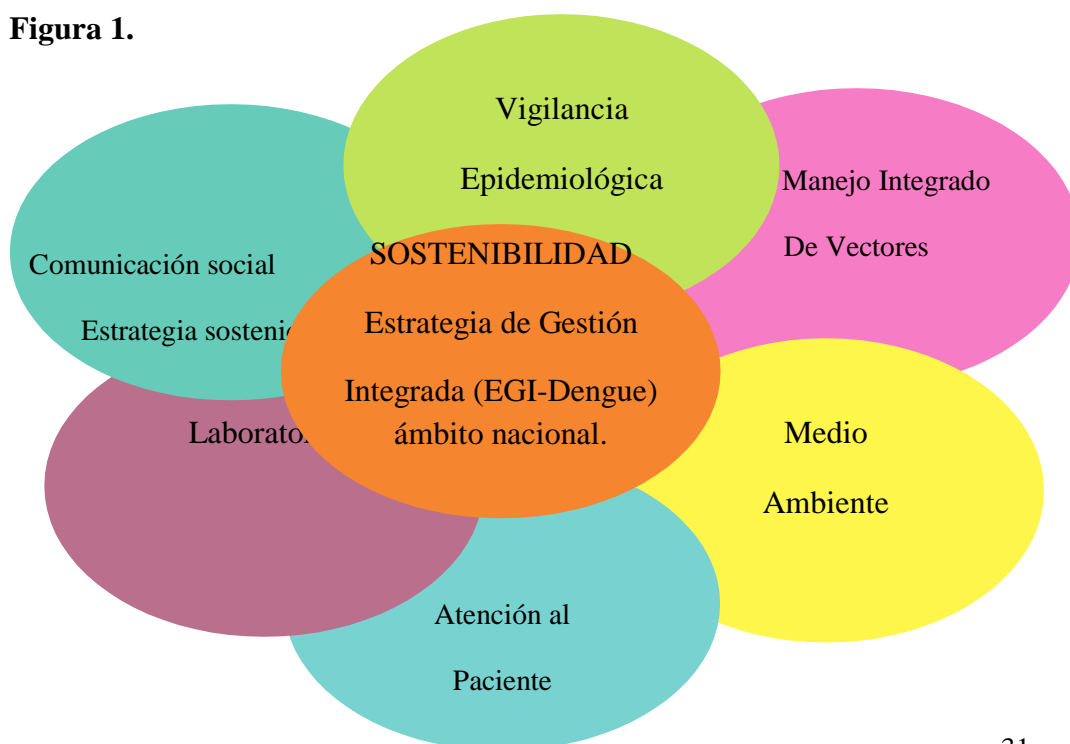 Figura 1.
Vigilancia
Epidemiológica
Manejo Integrado
De Vectores
Comunicación social
Estrategia
SOSTENIBILIDAD
Estrategia de Gestión
Integrada (EGI-Dengue)
ámbito nacional.
Medio
Ambiente
Atención al
Paciente